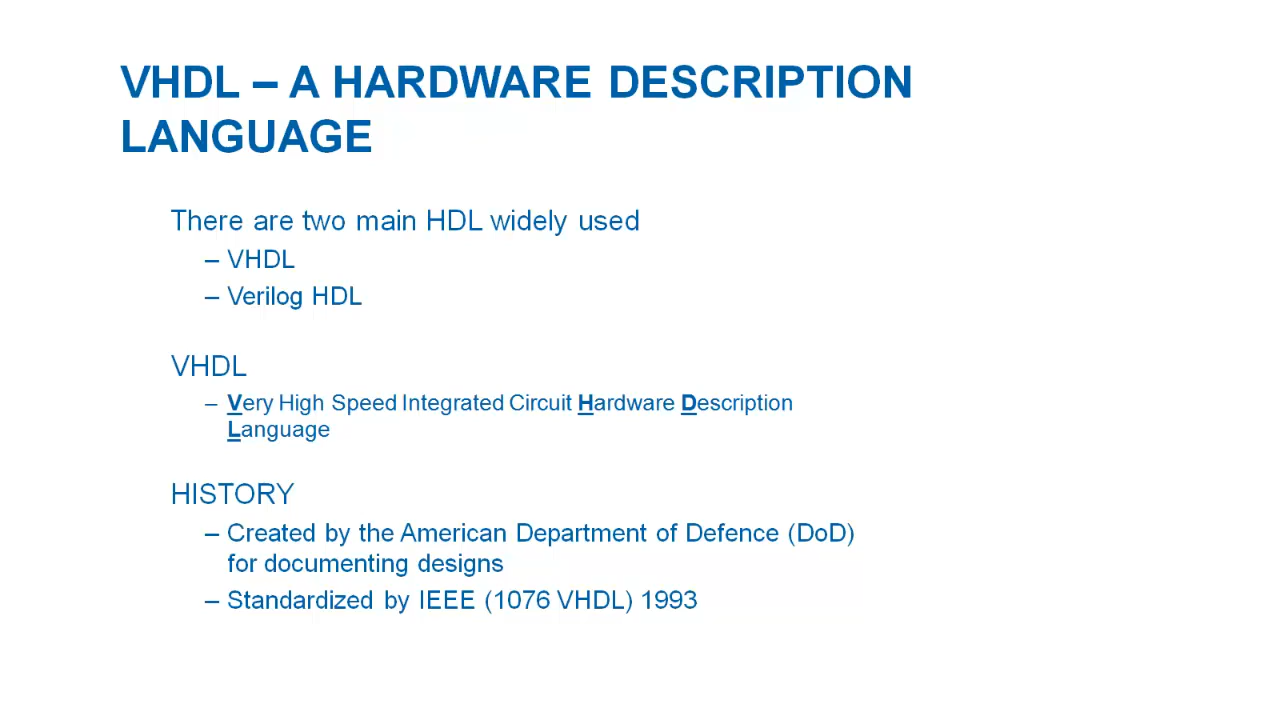 VHDL – A HARDWARE DESCRIPTION
LANGUAGE
There are two main HDL widely used
– VHDL
– Verilog HDL
VHDL
– Very High Speed Integrated Circuit Hardware Description
Language
HISTORY
– Created by the American Department of Defence (DoD)
for documenting designs
– Standardized by IEEE (1076 VHDL) 1993